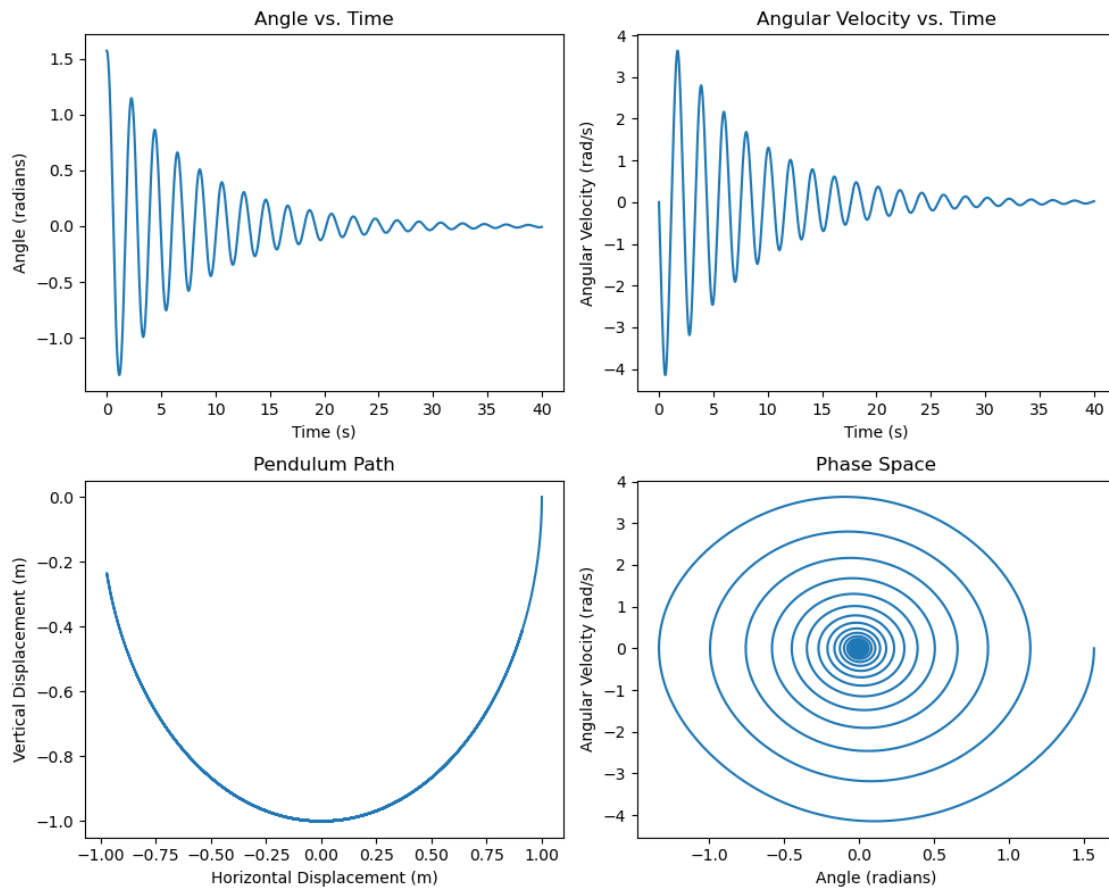 Angle vs. Time
Angle (radians)
1.5
1.0
0.5
0.0
−0.5
−1.0
0 5 10 15 20 25 30 35 40
Time (s)
Angular Velocity vs. Time
Angular Velocity (rad/s)
4
3
2
1
0
−1
−2
−3
−4
0 5 10 15 20 25 30 35 40
Time (s)
Pendulum Path
Vertical Displacement (m)
0.0
−0.2
−0.4
−0.6
−0.8
−1.0
−1.00 −0.75 −0.50 −0.25 0.00 0.25 0.50 0.75 1.00
Horizontal Displacement (m)
Phase Space
Angular Velocity (rad/s)
4
3
2
1
0
−1
−2
−3
−4
−1.0 −0.5 0.0 0.5 1.0 1.5
Angle (radians)